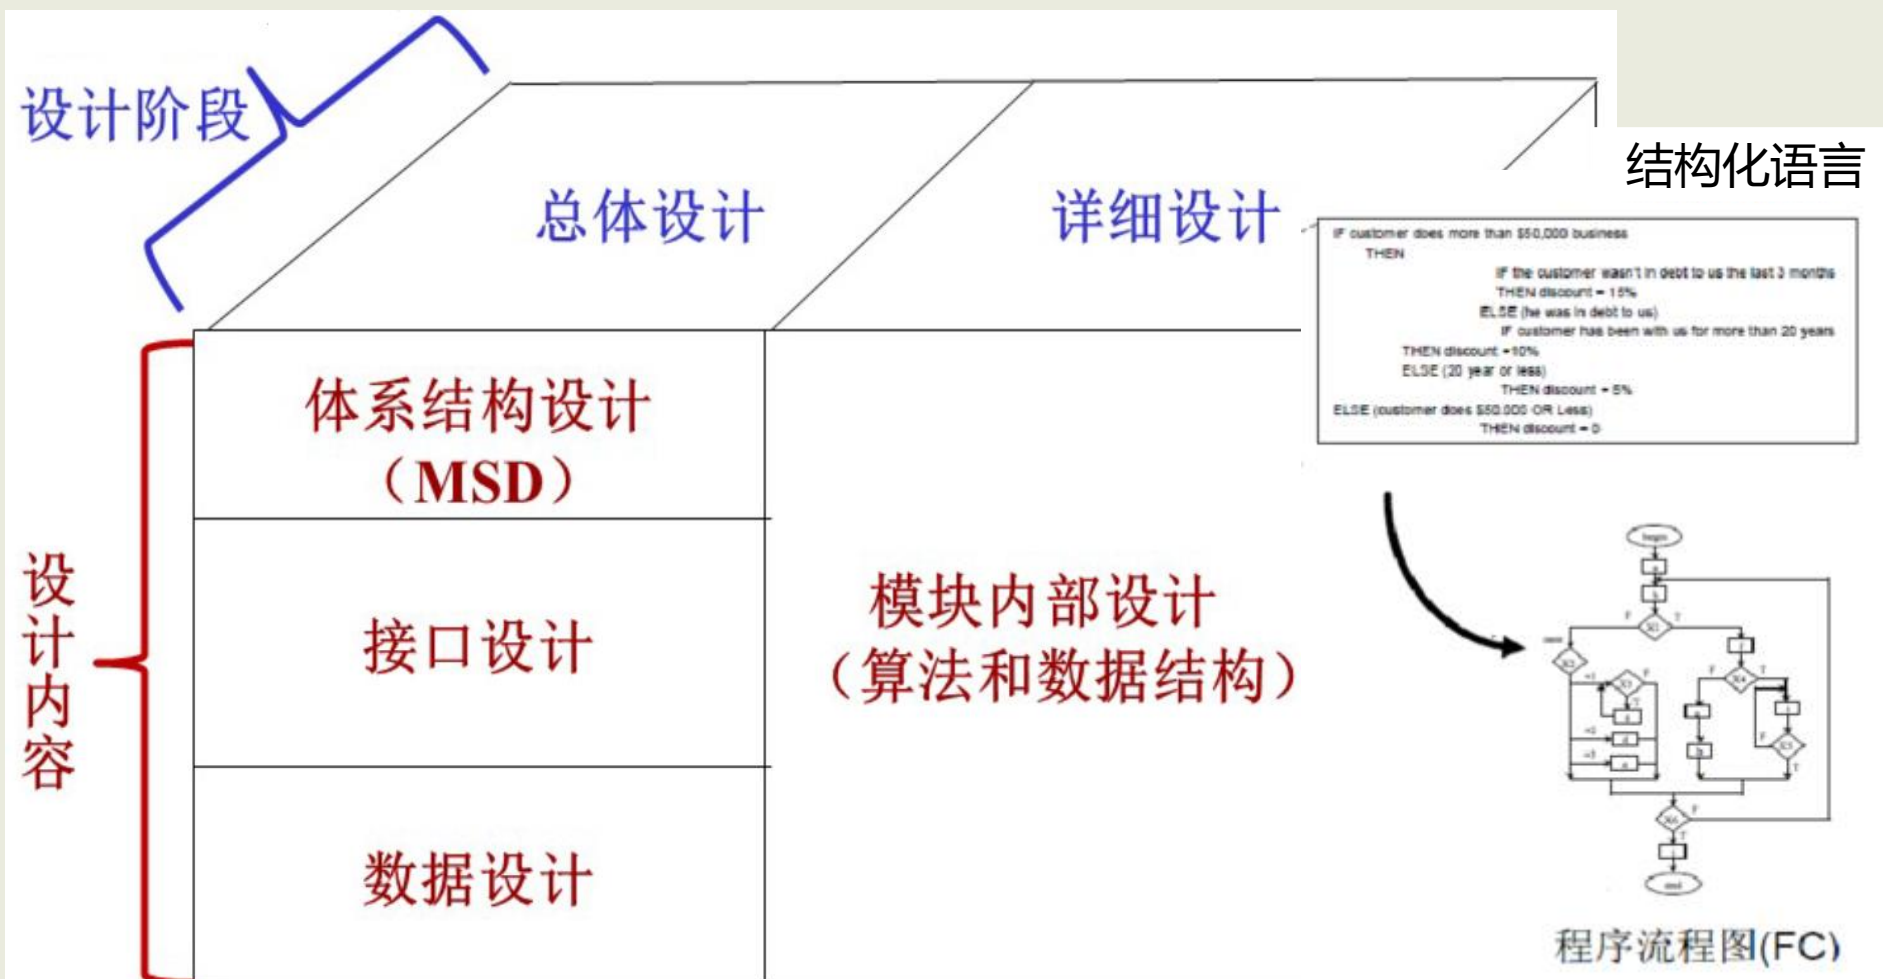 设计阶段
总体设计
详细设计
结构化语言
IF customer does more than $50,000 business
THEN
IF the customer wasn't in debt to us the last 3 months
THEN discount = 15%
ELSE (he was in debt to us)
IF customer has been with us for more than 20 years
THEN discount =10%
ELSE (20 year or less)
THEN discount = 5%
ELSE (customer does $50.000 OR Less)
THEN discount = 0
设计内容
体系结构设计
（MSD）
接口设计
数据设计
模块内部设计
（算法和数据结构）
begin
F
T
X2
X3
F
T
F
T
X4
F
X5
T
X6
F
T
end
程序流程图(FC)